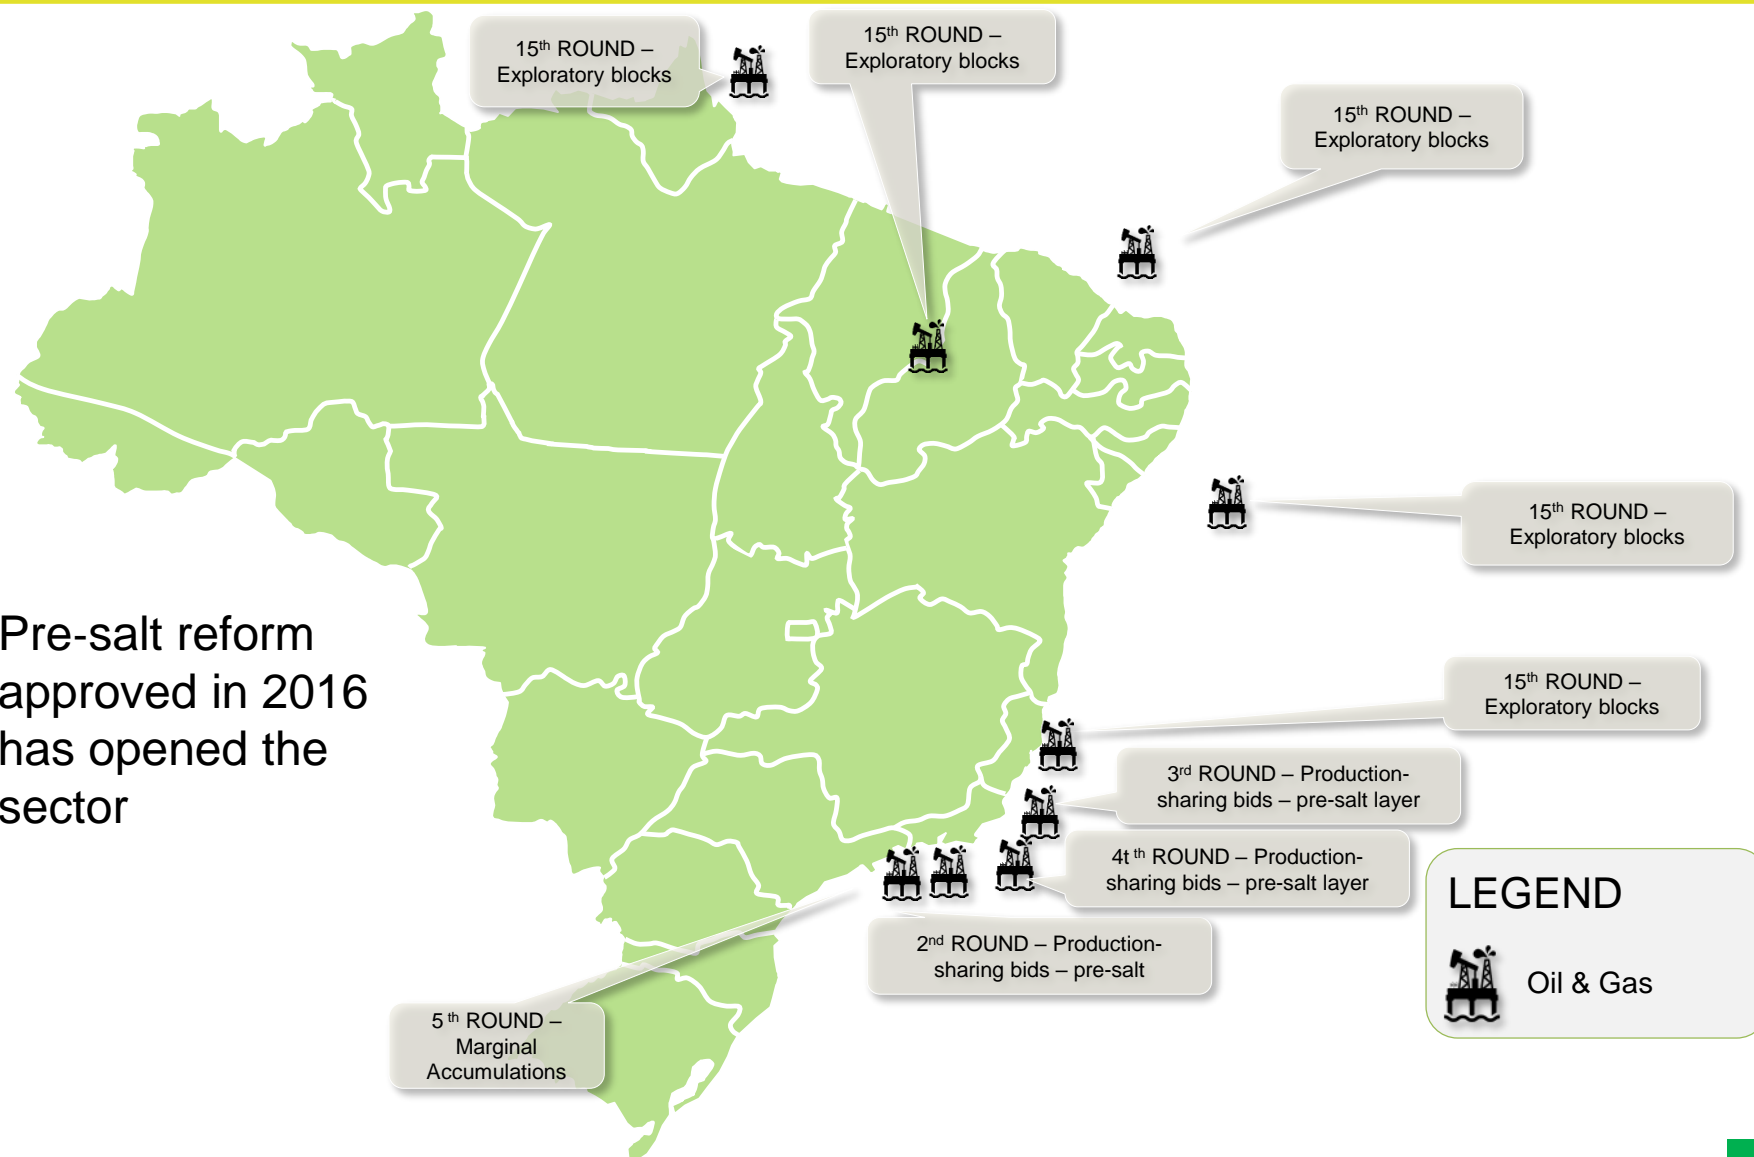 15th ROUND –
Exploratory blocks
15th ROUND –
Exploratory blocks
15th ROUND –
Exploratory blocks
15th ROUND –
Exploratory blocks
Pre-salt reform
approved in 2016
has opened the
sector
15th ROUND –
Exploratory blocks
3rd ROUND – Production-
sharing bids – pre-salt layer
4t th ROUND – Production-
sharing bids – pre-salt layer
2nd ROUND – Production-
sharing bids – pre-salt
5 th ROUND –
Marginal
Accumulations
LEGEND
Oil & Gas